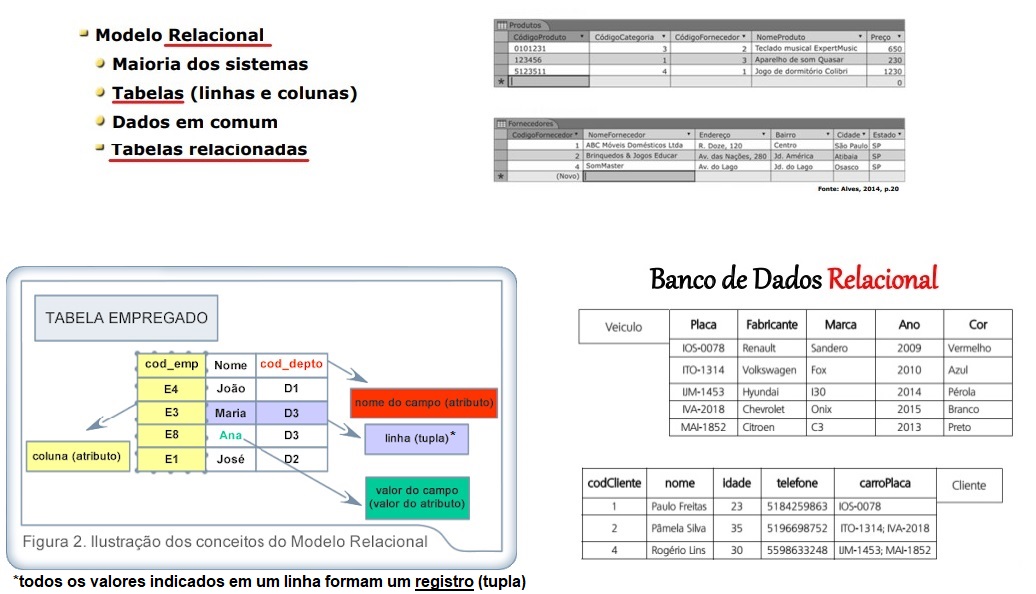 Modelo Relacional
Maioria dos sistemas
Tabelas (linhas e colunas)
Dados em comum
Tabelas relacionadas
Produtos
CódigoProduto CódigoCategoria CódigoFornecedor NomeProduto Preço
0101231 3 2 Teclado musical ExpertMusic 650
123456 1 3 Aparelho de som Quasar 230
5123511 4 1 Jogo de dormitório Colibri 1230
* 0
Fornecedores
CodigoFornecedor NomeFornecedor Endereço Bairro Cidade Estado
1 ABC Móveis Domésticos Ltda R. Doze, 120 Centro São Paulo SP
2 Brinquedos & Jogos Educar Av. das Nações, 280 Jd. América Atibaia SP
4 SomMaster Av. do Lago Jd. do Lago Osasco SP
* (Novo)
Fonte: Alves, 2014, p.20
TABELA EMPREGADO
cod_emp Nome cod_depto
E4 João D1
E3 Maria D3
E8 Ana D3
E1 José D2
nome do campo (atributo)
linha (tupla)*
coluna (atributo)
valor do campo
(valor do atributo)
Figura 2. Ilustração dos conceitos do Modelo Relacional
*todos os valores indicados em um linha formam um registro (tupla)
Banco de Dados Relacional
Veiculo
Placa Fabricante Marca Ano Cor
IOS-0078 Renault Sandero 2009 Vermelho
ITO-1314 Volkswagen Fox 2010 Azul
IJM-1453 Hyundai I30 2014 Pérola
IVA-2018 Chevrolet Onix 2015 Branco
MAI-1852 Citroen C3 2013 Preto
codCliente nome idade telefone carroPlaca
Cliente
1 Paulo Freitas 23 5184259863 IOS-0078
2 Pâmela Silva 35 5196698752 ITO-1314; IVA-2018
4 Rogério Lins 30 5598633248 IJM-1453; MAI-1852